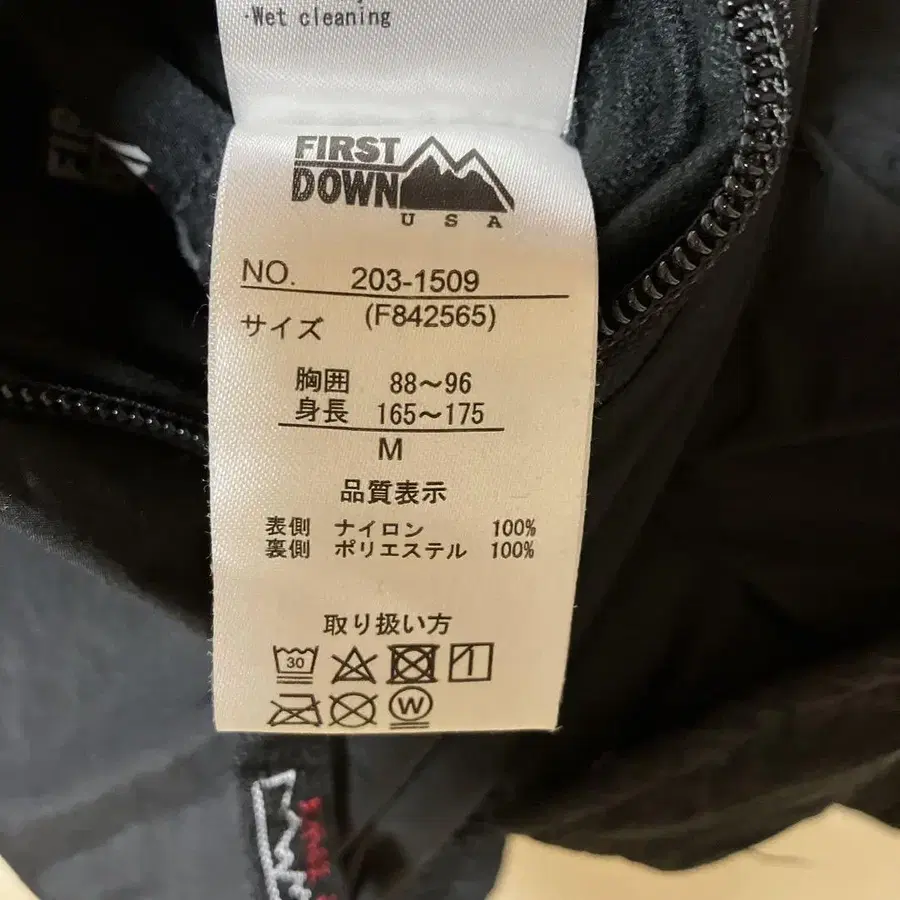 ·Wet cleaning
FIRST
DOWN
USA
NO. 203-1509
サイズ (F842565)
胸囲 88～96
身長 165～175
M
品質表示
表側 ナイロン 100%
裏側 ポリエステル 100%
取り扱い方
30
W